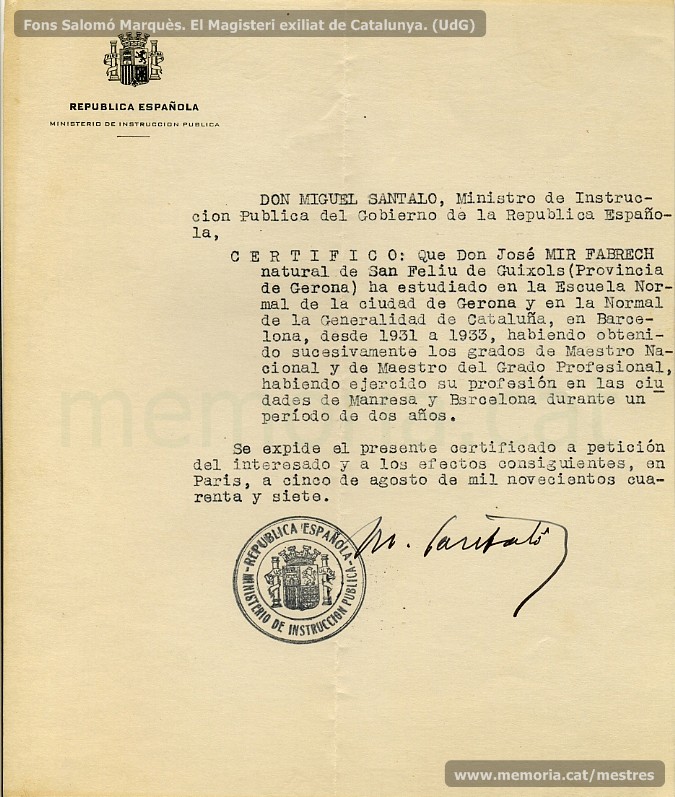 Fons Salomó Marquès. El Magisteri exiliat de Catalunya. (UdG)
REPUBLICA ESPAÑOLA
MINISTERIO DE INSTRUCCION PUBLICA
DON MIGUEL SANTALO, Ministro de Instruc-
cion Publica del Gobierno de la Republica Españo-
la,
C E R T I F I C O: Que Don José MIR FABRECH
natural de San Feliu de Guixols(Provincia
de Gerona) ha estudiado en la Escuela Nor-
mal de la ciudad de Gerona y en la Normal
de la Generalidad de Cataluña, en Barce-
lona, desde 1931 a 1933, habiendo obteni-
do sucesivamente los grados de Maestro Na-
cional y de Maestro del Grado Profesional,
habiendo ejercido su profesión en las ciu
dades de Manresa y Barcelona durante un
período de dos años.
memoria.cat
Se expide el presente certificado a petición
del interesado y a los efectos consiguientes, en
Paris, a cinco de agosto de mil novecientos cua-
renta y siete.
M. Santaló
-REPUBLICA ESPAÑOLA-
MINISTERIO DE INSTRUCCION PUBLICA
www.memoria.cat/mestres